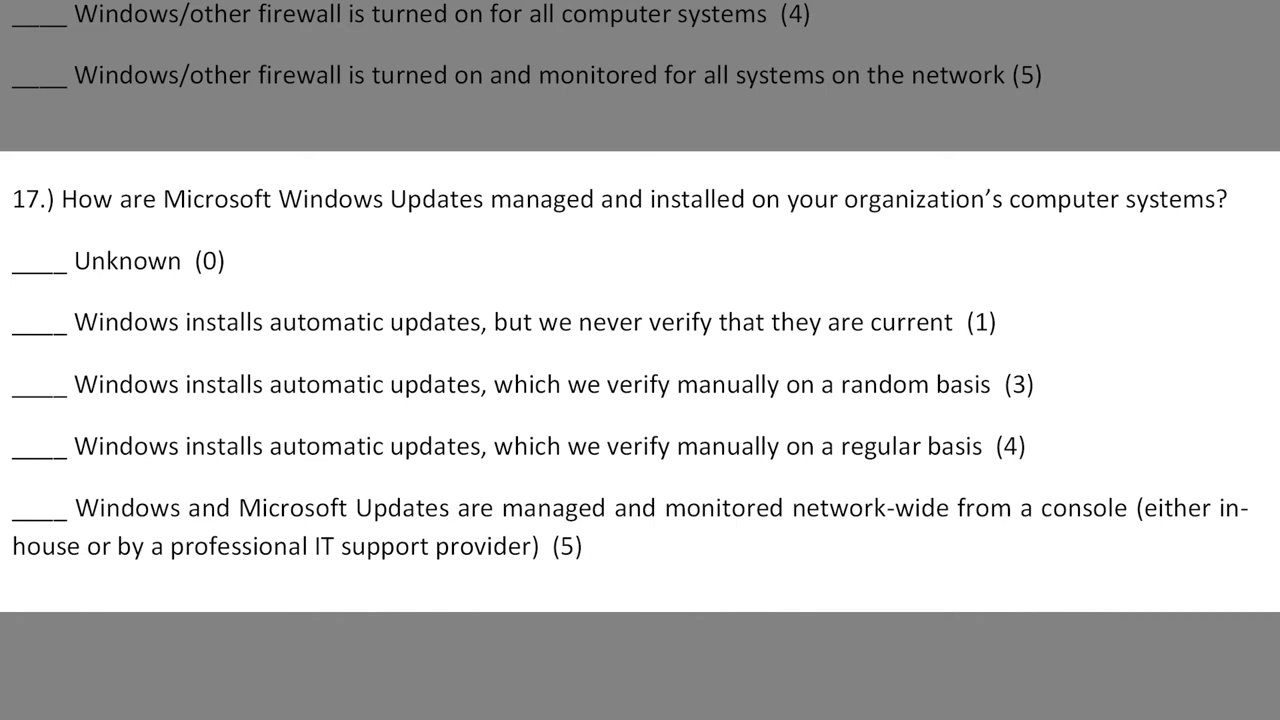 ____ Windows/other firewall is turned on for all computer systems  (4)
____ Windows/other firewall is turned on and monitored for all systems on the network (5)
17.) How are Microsoft Windows Updates managed and installed on your organization’s computer systems?
____ Unknown  (0)
____ Windows installs automatic updates, but we never verify that they are current  (1)
____ Windows installs automatic updates, which we verify manually on a random basis  (3)
____ Windows installs automatic updates, which we verify manually on a regular basis  (4)
____ Windows and Microsoft Updates are managed and monitored network-wide from a console (either in-
house or by a professional IT support provider)  (5)